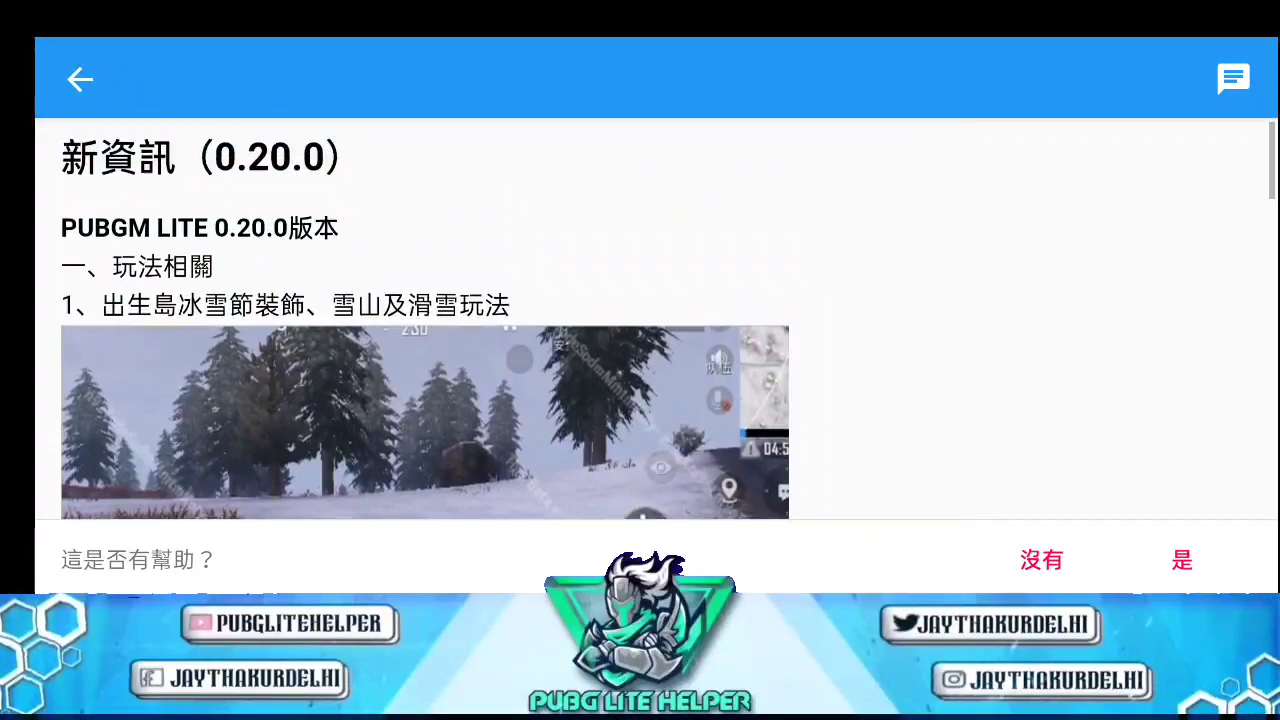 新資訊（0.20.0）
PUBGM LITE 0.20.0版本
一、玩法相關
1、出生島冰雪節裝飾、雪山及滑雪玩法
04:5
這是否有幫助？
沒有
是
PUBGLITEHELPER
JAYTHAKURDELHI
JAYTHAKURDELHI
JAYTHAKURDELHI
PUBG LITE HELPER